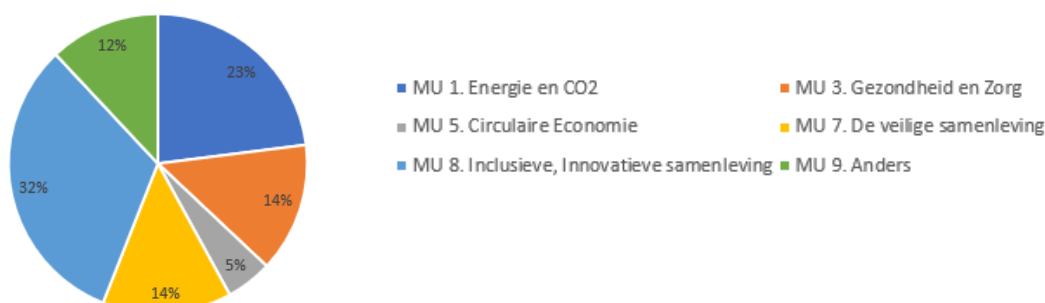 12%
23%
32%
14%
5%
14%
MU 1. Energie en CO2
MU 3. Gezondheid en Zorg
MU 5. Circulaire Economie
MU 7. De veilige samenleving
MU 8. Inclusieve, Innovatieve samenleving
MU 9. Anders